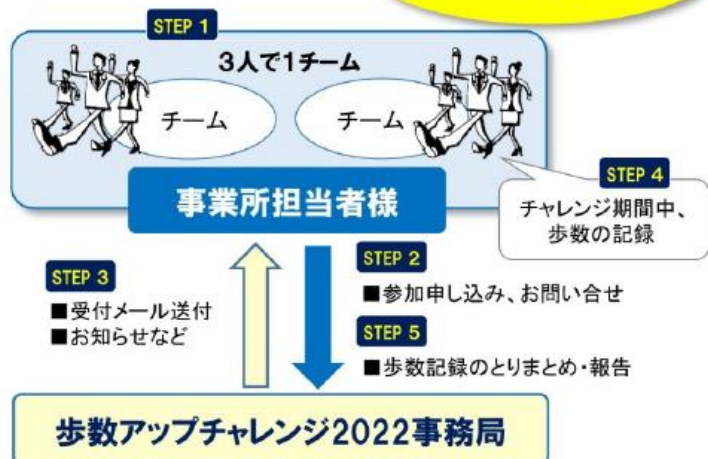 STEP 1
3人で1チーム
チーム
チーム
事業所担当者様
STEP 4
チャレンジ期間中、
歩数の記録
STEP 3
■受付メール送付
■お知らせなど
STEP 2
■参加申し込み、お問い合せ
STEP 5
■歩数記録のとりまとめ・報告
歩数アップチャレンジ2022事務局